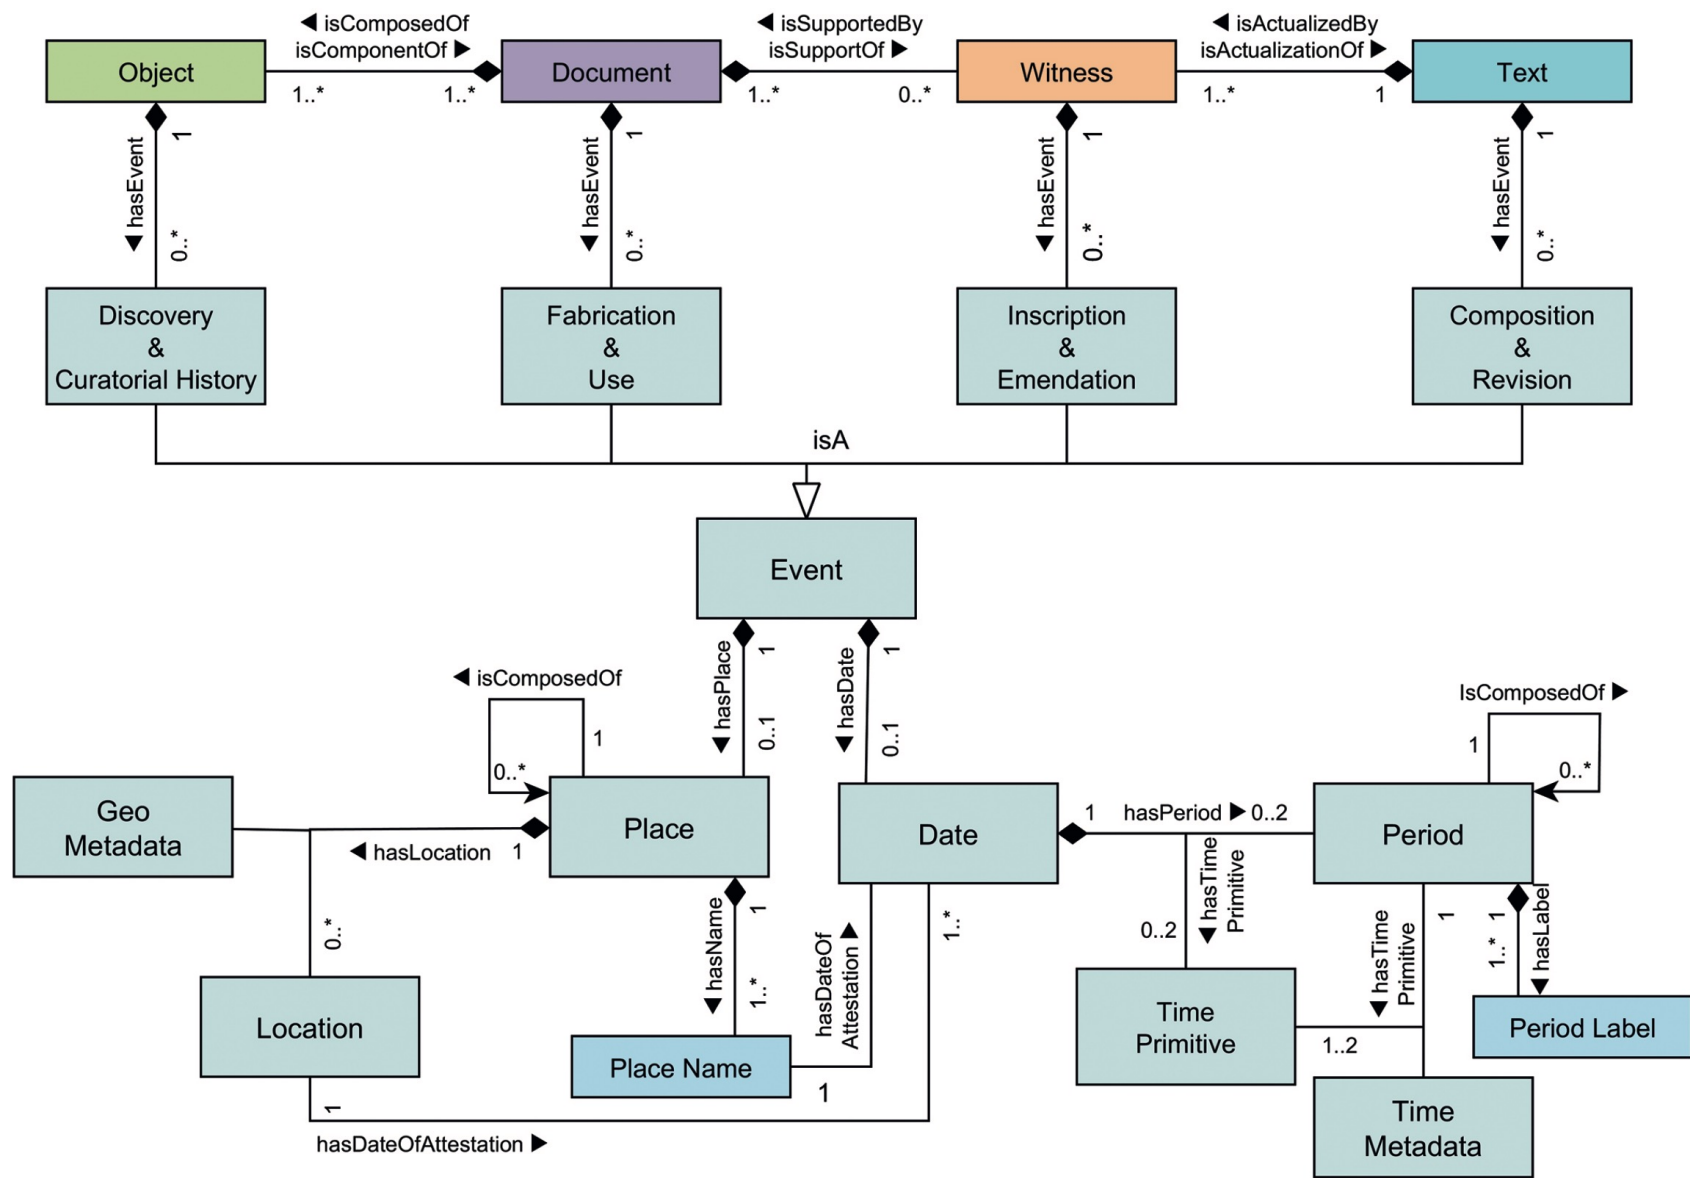 ◄ isComposedOf
isComponentOf ►
◄ isSupportedBy
isSupportOf ►
◄ isActualizedBy
isActualizationOf ►
Object
Document
Witness
Text
1..*
1..*
1..*
0..*
1..*
1
◄ hasEvent
1
0..*
◄ hasEvent
1
0..*
◄ hasEvent
1
0..*
◄ hasEvent
1
0..*
Discovery
&
Curatorial History
Fabrication
&
Use
Inscription
&
Emendation
Composition
&
Revision
isA
Event
◄ hasPlace
1
0..1
◄ hasDate
1
0..1
◄ isComposedOf
1
0..*
IsComposedOf ►
1
0..*
Geo
Metadata
Place
Date
Period
◄ hasLocation
1
0..*
1
hasPeriod ►
0..2
◄ hasName
1
1..*
hasDateOf
Attestation ►
1..*
0..2
◄ hasTime
Primitive
◄ hasTime
Primitive
1
1
1..*
◄ hasLabel
Location
Place Name
1
Time
Primitive
1..2
Period Label
Time
Metadata
1
hasDateOfAttestation ►